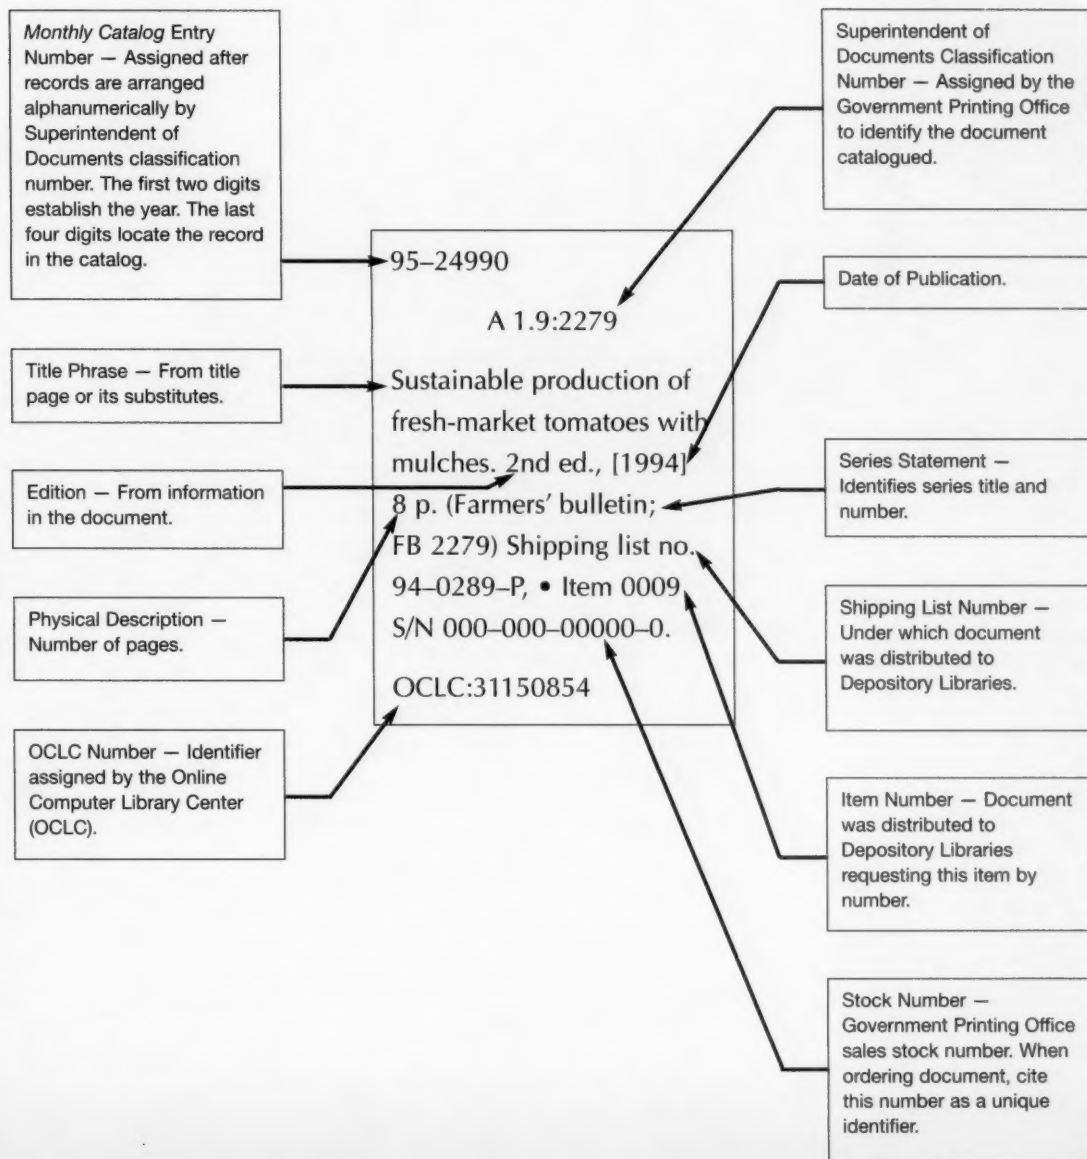 Monthly Catalog Entry
Number — Assigned after
records are arranged
alphanumerically by
Superintendent of
Documents classification
number. The first two digits
establish the year. The last
four digits locate the record
in the catalog.
Title Phrase — From title
page or its substitutes.
Edition — From information
in the document.
Physical Description —
Number of pages.
OCLC Number — Identifier
assigned by the Online
Computer Library Center
(OCLC).
95–24990
A 1.9:2279
Sustainable production of
fresh-market tomatoes with
mulches. 2nd ed., [1994]
8 p. (Farmers' bulletin;
FB 2279) Shipping list no.
94–0289–P, • Item 0009
S/N 000–000–00000–0.
OCLC:31150854
Superintendent of
Documents Classification
Number — Assigned by the
Government Printing Office
to identify the document
catalogued.
Date of Publication.
Series Statement —
Identifies series title and
number.
Shipping List Number —
Under which document
was distributed to
Depository Libraries.
Item Number — Document
was distributed to
Depository Libraries
requesting this item by
number.
Stock Number —
Government Printing Office
sales stock number. When
ordering document, cite
this number as a unique
identifier.